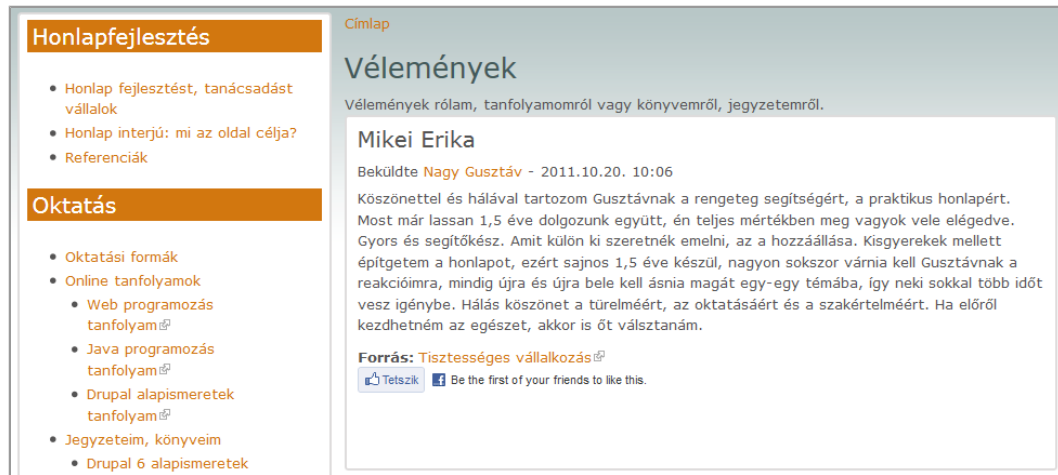 Honlapfejlesztés
Honlap fejlesztést, tanácsadást
vállalok
Honlap interjú: mi az oldal célja?
Referenciák
Oktatás
Oktatási formák
Online tanfolyamok
Web programozás
tanfolyam
Java programozás
tanfolyam
Drupal alapismeretek
tanfolyam
Jegyzeteim, könyveim
Drupal 6 alapismeretek
Címlap
Vélemények
Vélemények rólam, tanfolyamomról vagy könyvemről, jegyzetemről.
Mikei Erika
Beküldte Nagy Gusztáv - 2011.10.20. 10:06
Köszönettel és hálával tartozom Gusztávnak a rengeteg segítségért, a praktikus honlapért.
Most már lassan 1,5 éve dolgozunk együtt, én teljes mértékben meg vagyok vele elégedve.
Gyors és segítőkész. Amit külön ki szeretnék emelni, az a hozzáállása. Kisgyerekek mellett
építgetem a honlapot, ezért sajnos 1,5 éve készül, nagyon sokszor várnia kell Gusztávnak a
reakcióimra, mindig újra és újra bele kell ásnia magát egy-egy témába, így neki sokkal több időt
vesz igénybe. Hálás köszönet a türelméért, az oktatásáért és a szakértelméért. Ha előről
kezdhetném az egészet, akkor is őt válsztanám.
Forrás: Tisztességes vállalkozás
Tetszik Be the first of your friends to like this.